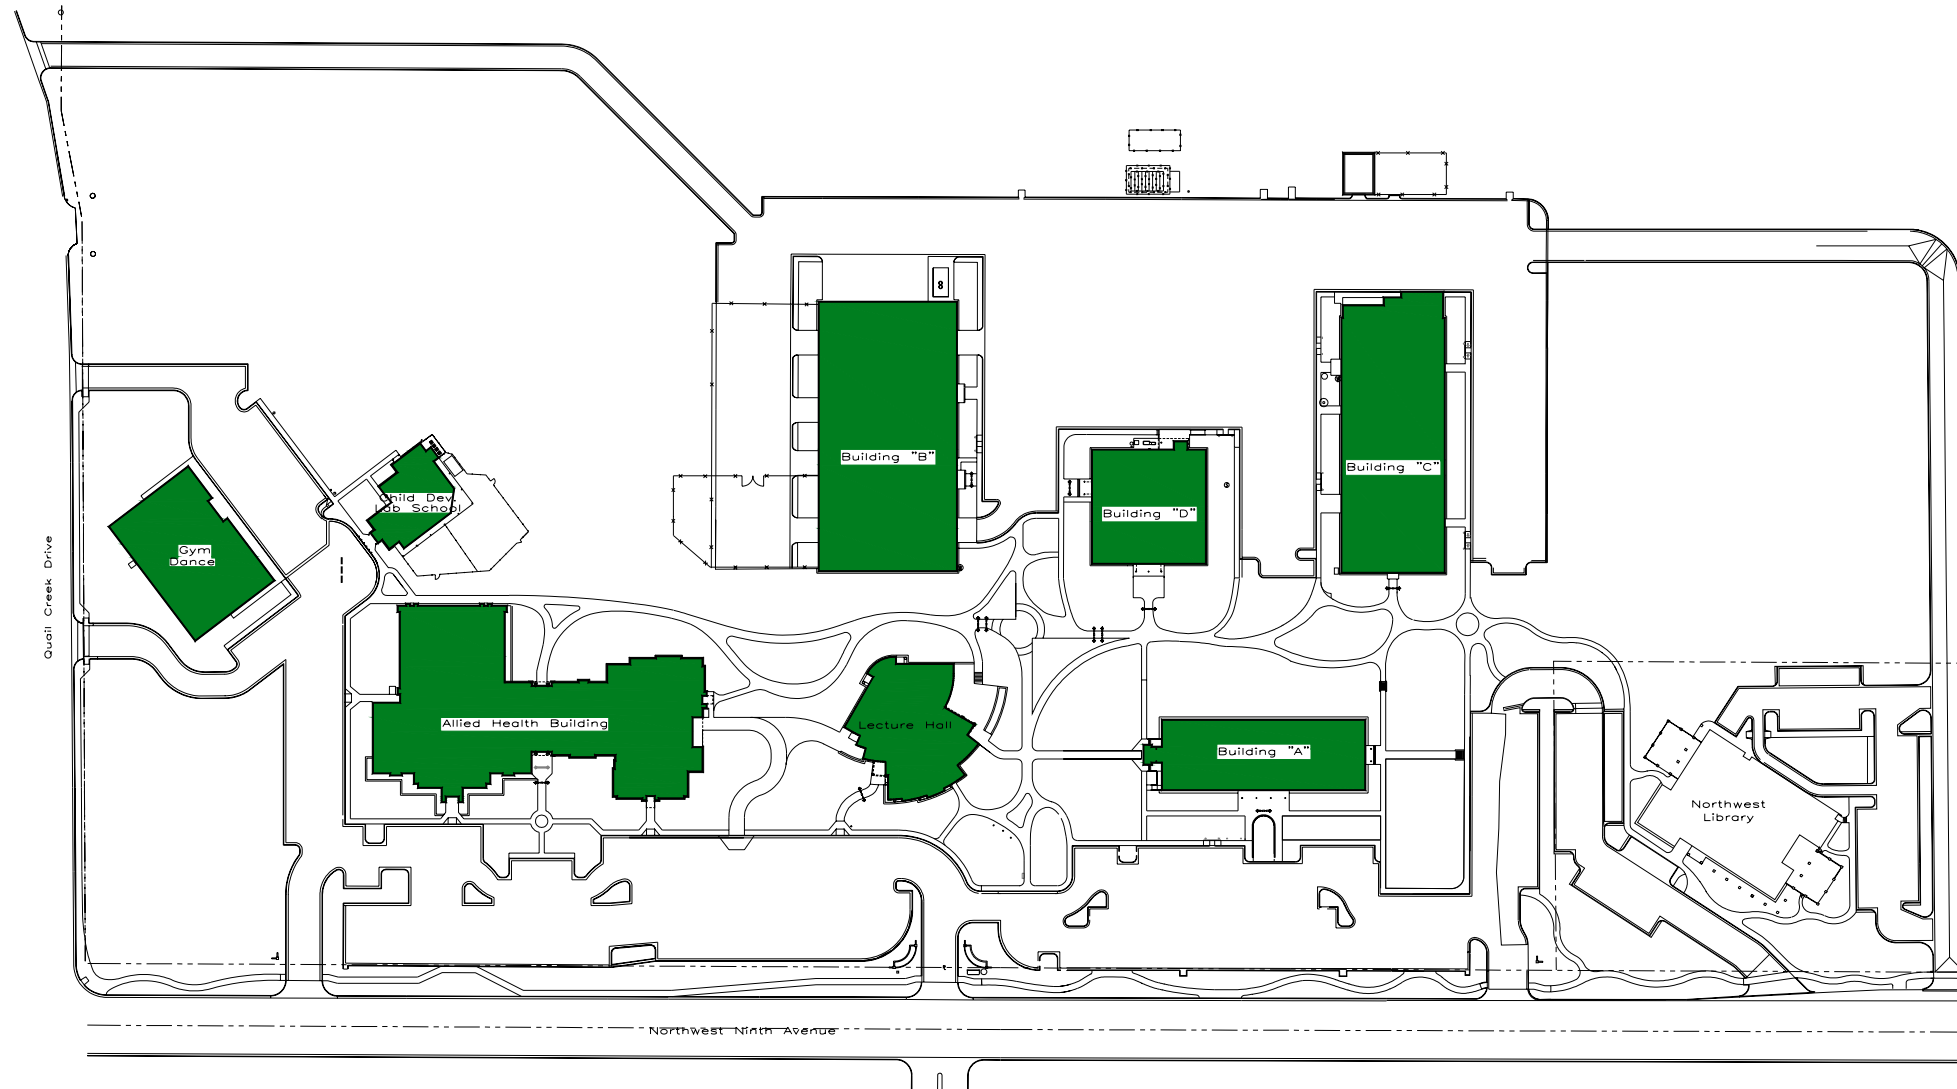 Building "B"
Building "C"
Child Dev.
Lab School
Building "D"
Gym
Dance
Quail Creek Drive
Allied Health Building
Lecture Hall
Building "A"
Northwest
Library
Northwest Ninth Avenue